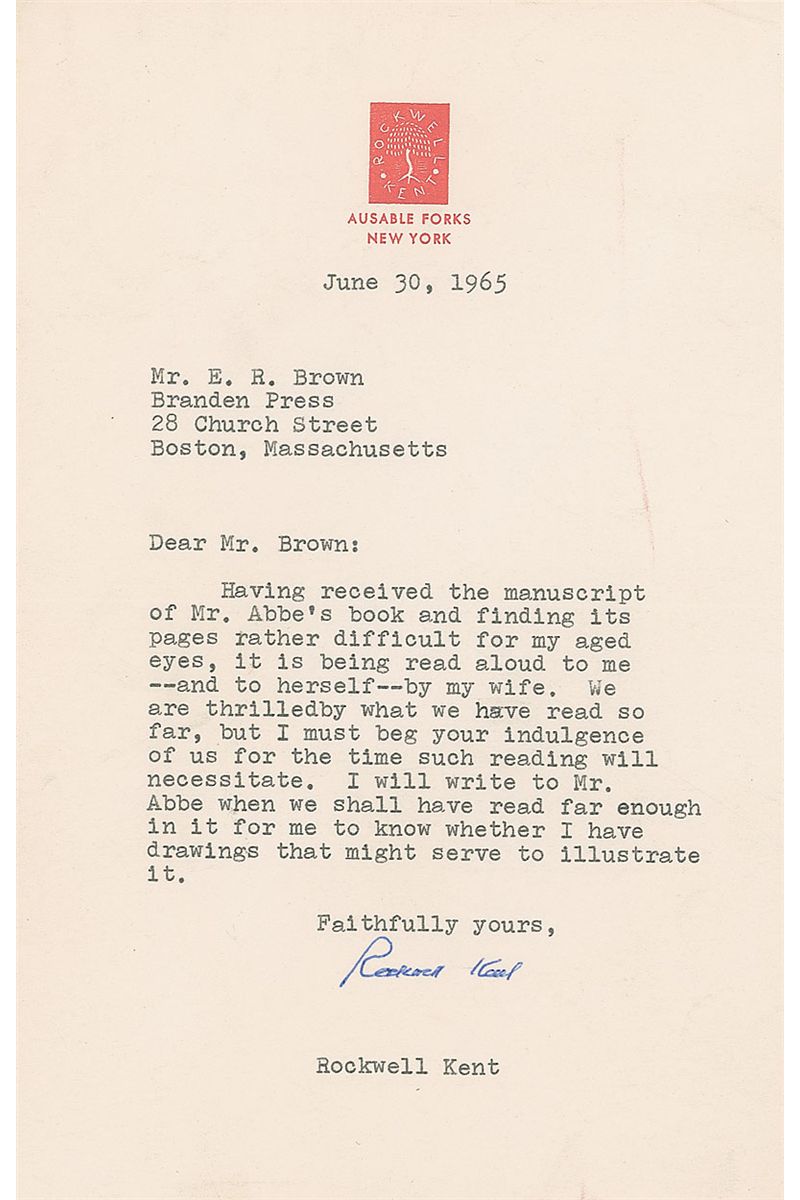 ROCKWELL
KENT
AUSABLE FORKS
NEW YORK
June 30, 1965
Mr. E. R. Brown
Branden Press
28 Church Street
Boston, Massachusetts
Dear Mr. Brown:
Having received the manuscript
of Mr. Abbe's book and finding its
pages rather difficult for my aged
eyes, it is being read aloud to me
--and to herself--by my wife. We
are thrilledby what we have read so
far, but I must beg your indulgence
of us for the time such reading will
necessitate. I will write to Mr.
Abbe when we shall have read far enough
in it for me to know whether I have
drawings that might serve to illustrate
it.
Faithfully yours,
Rockwell Kent
Rockwell Kent